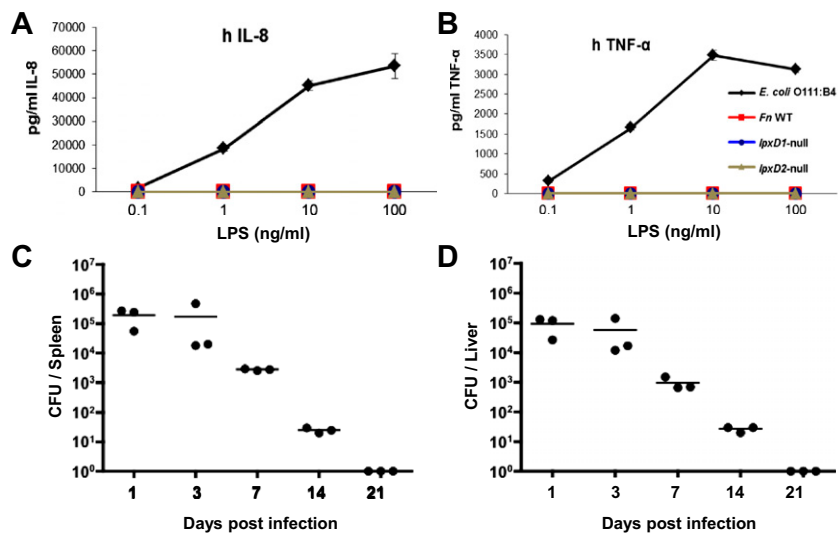 A
h IL-8
pg/ml IL-8
70000
60000
50000
40000
30000
20000
10000
0
0.1 1 10 100
LPS (ng/ml)
B
h TNF-α
pg/ml TNF-α
4000
3500
3000
2500
2000
1500
1000
500
0
0.1 1 10 100
LPS (ng/ml)
E. coli O111:B4
Fn WT
lpxD1-null
lpxD2-null
C
CFU / Spleen
10⁷
10⁶
10⁵
10⁴
10³
10²
10¹
10⁰
1 3 7 14 21
Days post infection
D
CFU / Liver
10⁷
10⁶
10⁵
10⁴
10³
10²
10¹
10⁰
1 3 7 14 21
Days post infection